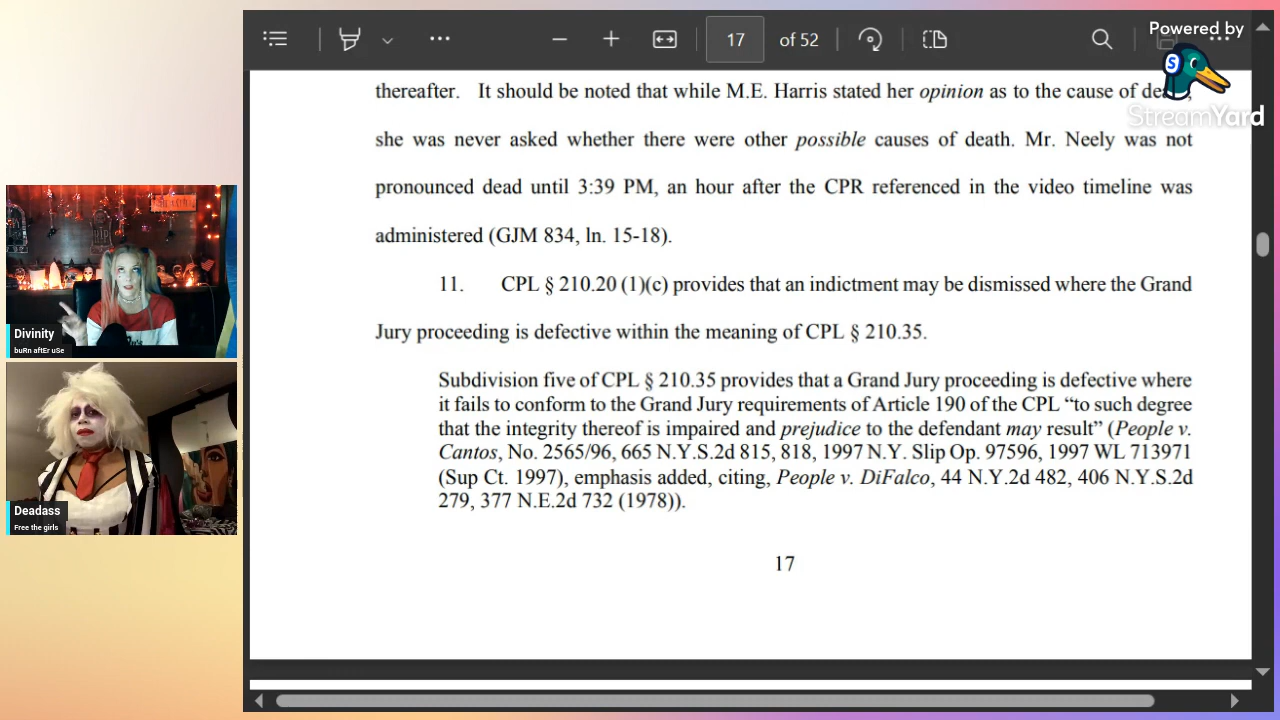 17 of 52
Powered by
StreamYard
thereafter. It should be noted that while M.E. Harris stated her opinion as to the cause of
she was never asked whether there were other possible causes of death. Mr. Neely was not
pronounced dead until 3:39 PM, an hour after the CPR referenced in the video timeline was
administered (GJM 834, ln. 15-18).
11. CPL § 210.20 (1)(c) provides that an indictment may be dismissed where the Grand
Jury proceeding is defective within the meaning of CPL § 210.35.
Subdivision five of CPL § 210.35 provides that a Grand Jury proceeding is defective where
it fails to conform to the Grand Jury requirements of Article 190 of the CPL “to such degree
that the integrity thereof is impaired and prejudice to the defendant may result” (People v.
Cantos, No. 2565/96, 665 N.Y.S.2d 815, 818, 1997 N.Y. Slip Op. 97596, 1997 WL 713971
(Sup Ct. 1997), emphasis added, citing, People v. DiFalco, 44 N.Y.2d 482, 406 N.Y.S.2d
279, 377 N.E.2d 732 (1978)).
17
Divinity
buRn aftEr uSe
Deadass
Free the girls